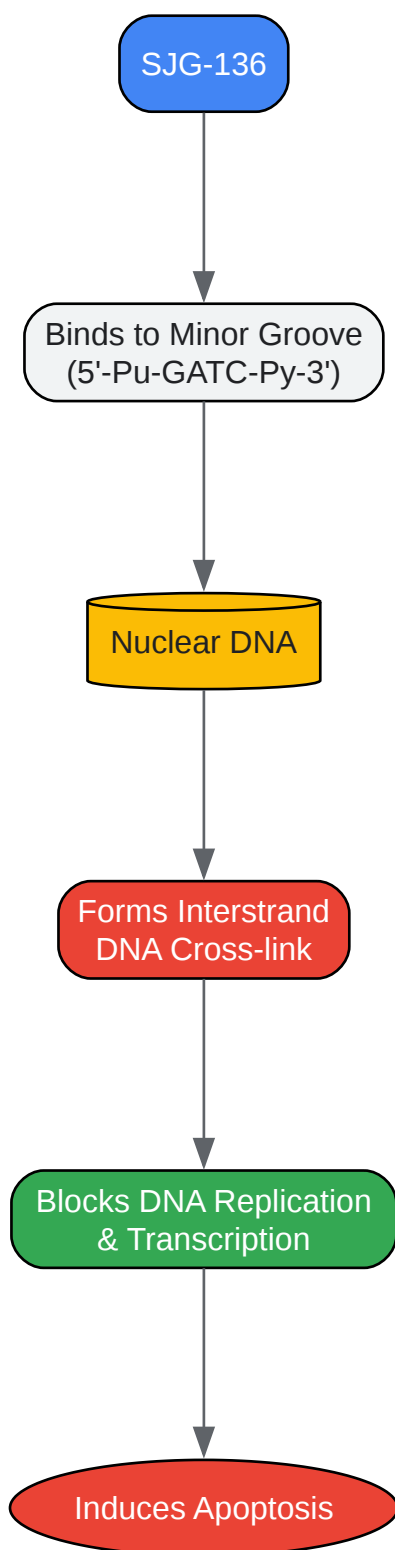 SJG-136
Binds to Minor Groove
(5'-Pu-GATC-Py-3')
Nuclear DNA
Forms Interstrand
DNA Cross-link
Blocks DNA Replication
& Transcription
Induces Apoptosis